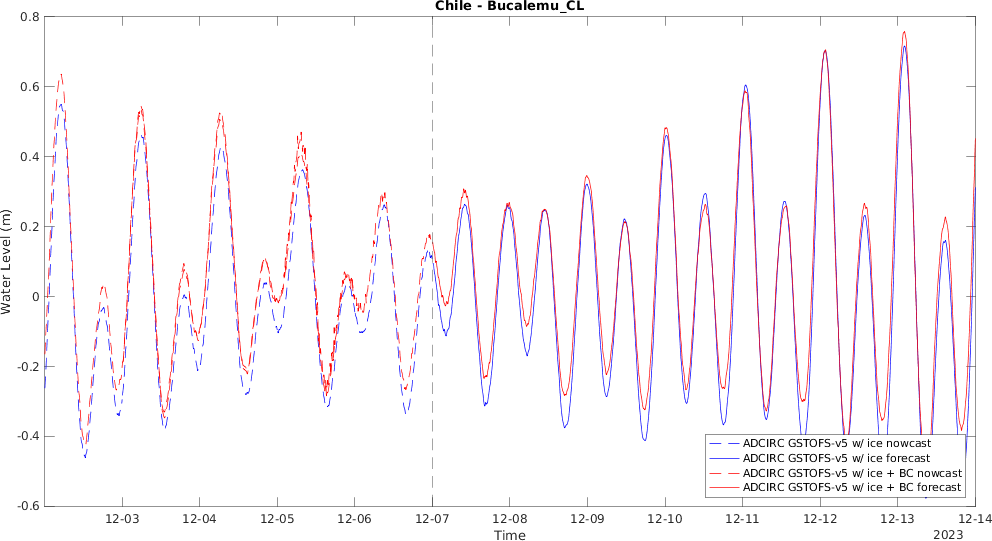 Chile - Bucalemu_CL
Water Level (m)
0.8
0.6
0.4
0.2
0
-0.2
-0.4
-0.6
ADCIRC GSTOFS-v5 w/ ice nowcast
ADCIRC GSTOFS-v5 w/ ice forecast
ADCIRC GSTOFS-v5 w/ ice + BC nowcast
ADCIRC GSTOFS-v5 w/ ice + BC forecast
12-03 12-04 12-05 12-06 12-07 12-08 12-09 12-10 12-11 12-12 12-13 12-14
Time
2023